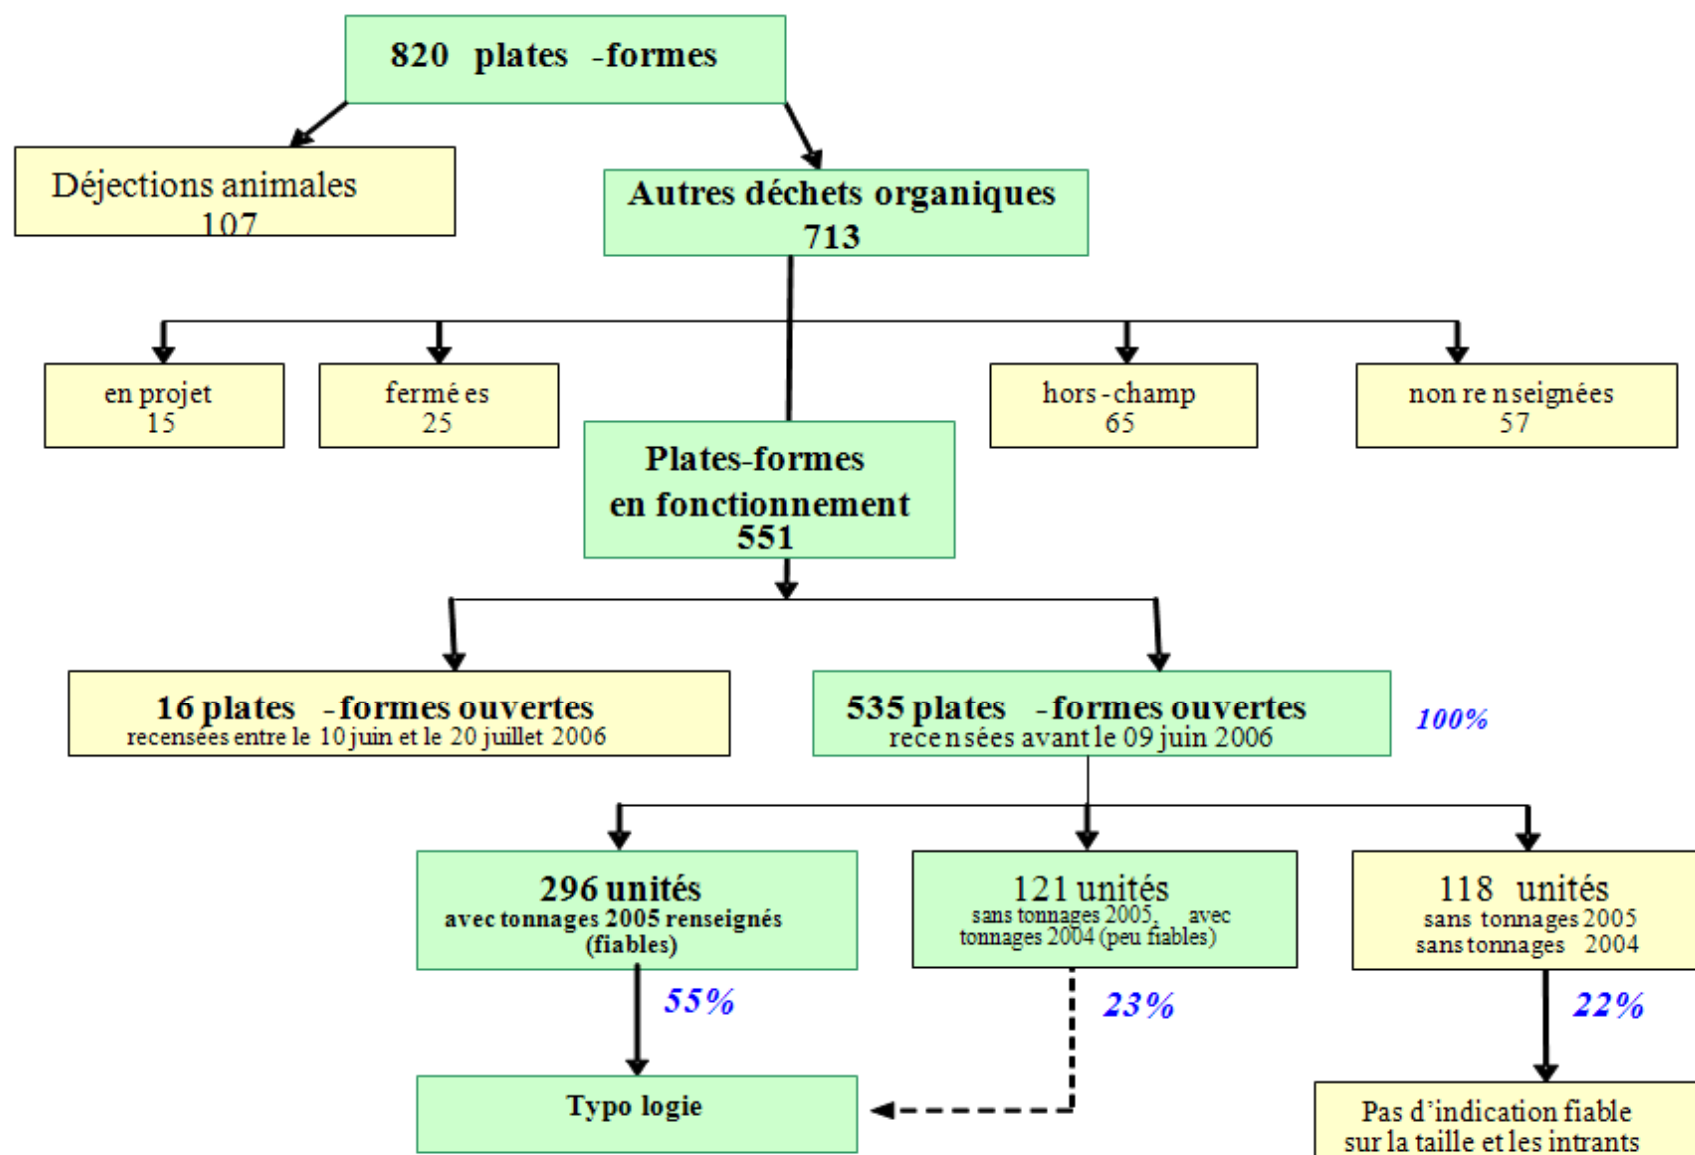 820 plates -formes
Déjections animales
107
Autres déchets organiques
713
en projet
15
fermé es
25
hors-champ
65
non re nseignées
57
Plates-formes
en fonctionnement
551
16 plates -formes ouvertes
recensées entre le 10 juin et le 20 juillet 2006
535 plates -formes ouvertes
recensées avant le 09 juin 2006
100%
296 unités
avec tonnages 2005 renseignés
(fiables)
121 unités
sans tonnages 2005, avec
tonnages 2004 (peu fiables)
118 unités
sans tonnages 2005
sans tonnages 2004
55%
23%
22%
Typo logie
Pas d’indication fiable
sur la taille et les intrants